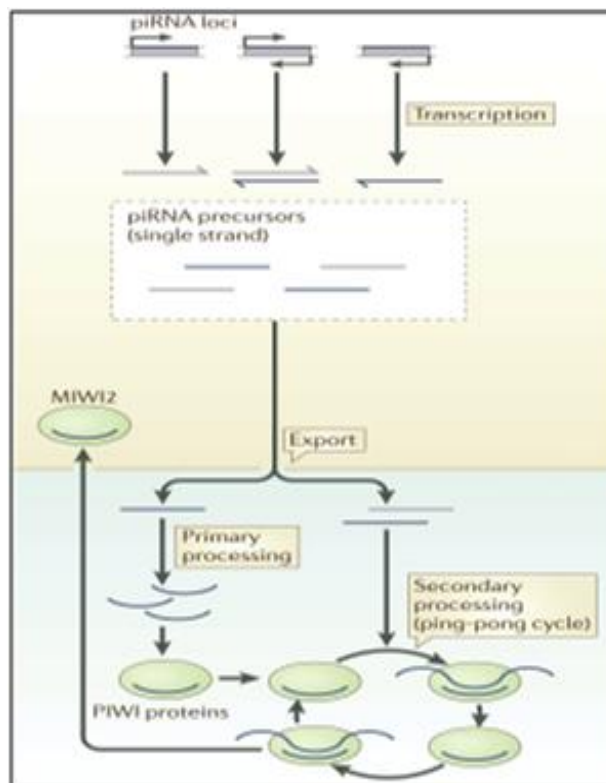 piRNA loci
Transcription
piRNA precursors
(single strand)
MIWI2
Export
Primary
processing
Secondary
processing
(ping-pong cycle)
PIWI proteins